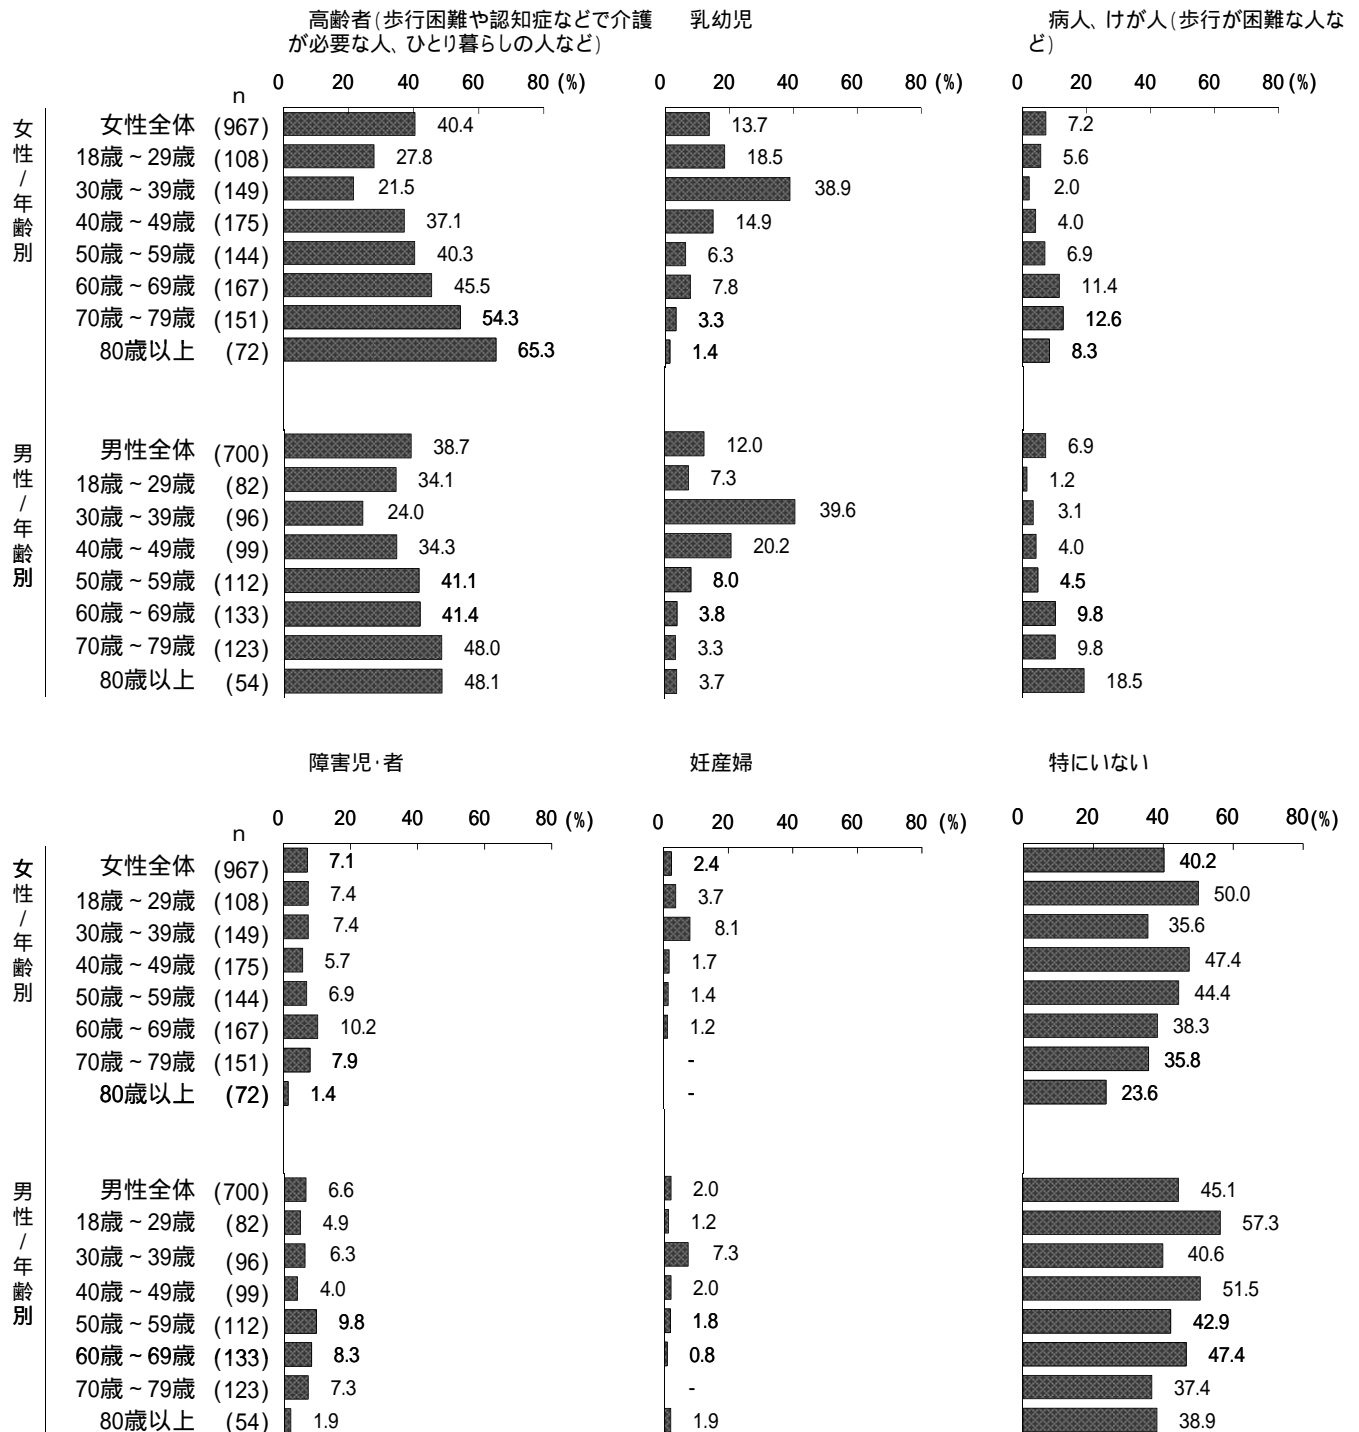 高齢者(歩行困難や認知症などで介護
が必要な人、ひとり暮らしの人など)
乳幼児
病人、けが人(歩行が困難な人な
ど)
0 20 40 60 80 (%) 0 20 40 60 80 (%) 0 20 40 60 80 (%)
n
女性/年齢別
女性全体 (967) 40.4 13.7 7.2
18歳~29歳 (108) 27.8 18.5 5.6
30歳~39歳 (149) 21.5 38.9 2.0
40歳~49歳 (175) 37.1 14.9 4.0
50歳~59歳 (144) 40.3 6.3 6.9
60歳~69歳 (167) 45.5 7.8 11.4
70歳~79歳 (151) 54.3 3.3 12.6
80歳以上 (72) 65.3 1.4 8.3
男性/年齢別
男性全体 (700) 38.7 12.0 6.9
18歳~29歳 (82) 34.1 7.3 1.2
30歳~39歳 (96) 24.0 39.6 3.1
40歳~49歳 (99) 34.3 20.2 4.0
50歳~59歳 (112) 41.1 8.0 4.5
60歳~69歳 (133) 41.4 3.8 9.8
70歳~79歳 (123) 48.0 3.3 9.8
80歳以上 (54) 48.1 3.7 18.5
障害児・者 妊産婦 特にいない
0 20 40 60 80 (%) 0 20 40 60 80 (%) 0 20 40 60 80 (%)
n
女性/年齢別
女性全体 (967) 7.1 2.4 40.2
18歳~29歳 (108) 7.4 3.7 50.0
30歳~39歳 (149) 7.4 8.1 35.6
40歳~49歳 (175) 5.7 1.7 47.4
50歳~59歳 (144) 6.9 1.4 44.4
60歳~69歳 (167) 10.2 1.2 38.3
70歳~79歳 (151) 7.9 - 35.8
80歳以上 (72) 1.4 - 23.6
男性/年齢別
男性全体 (700) 6.6 2.0 45.1
18歳~29歳 (82) 4.9 1.2 57.3
30歳~39歳 (96) 6.3 7.3 40.6
40歳~49歳 (99) 4.0 2.0 51.5
50歳~59歳 (112) 9.8 1.8 42.9
60歳~69歳 (133) 8.3 0.8 47.4
70歳~79歳 (123) 7.3 - 37.4
80歳以上 (54) 1.9 1.9 38.9